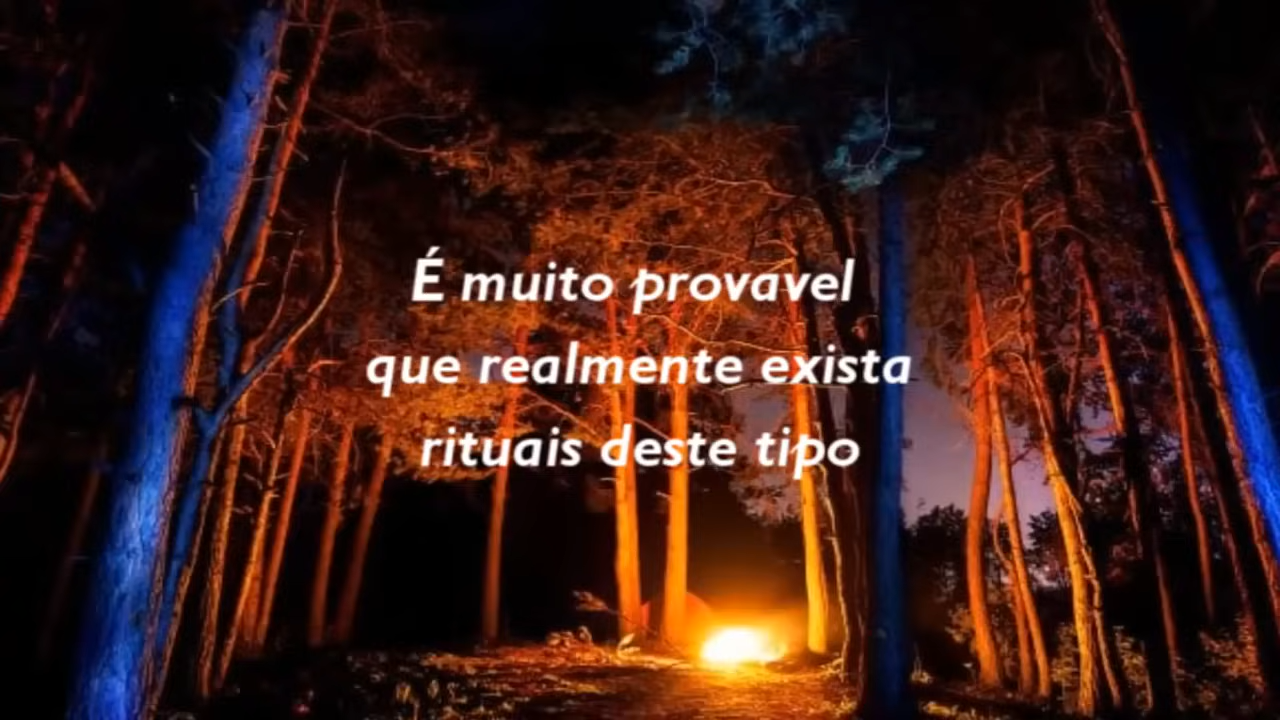 É muito provavel
que realmente exista
rituais deste tipo